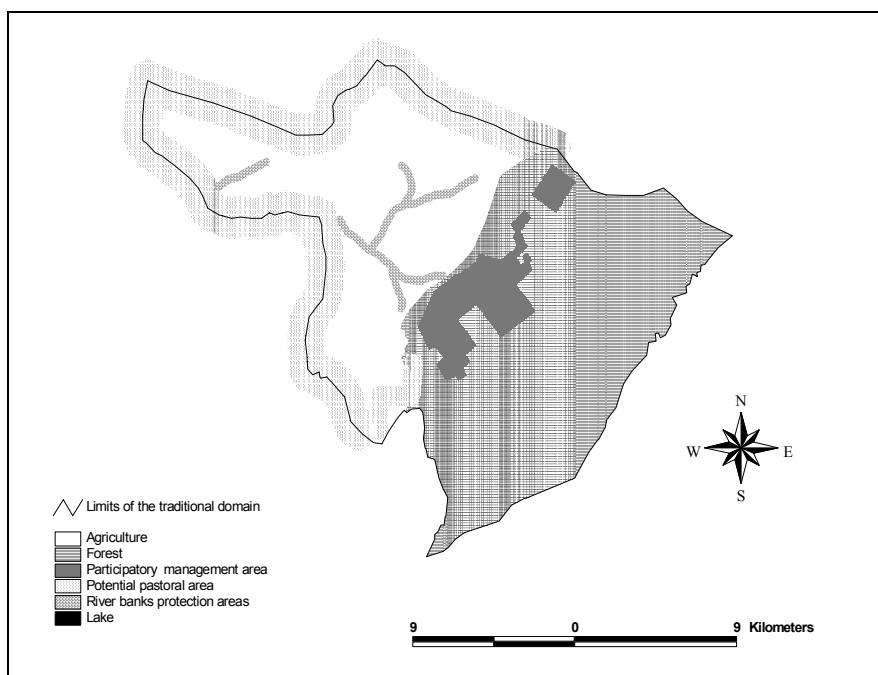 N
W E
S
Limits of the traditional domain
Agriculture
Forest
Participatory management area
Potential pastoral area
River banks protection areas
Lake
9 0 9 Kilometers